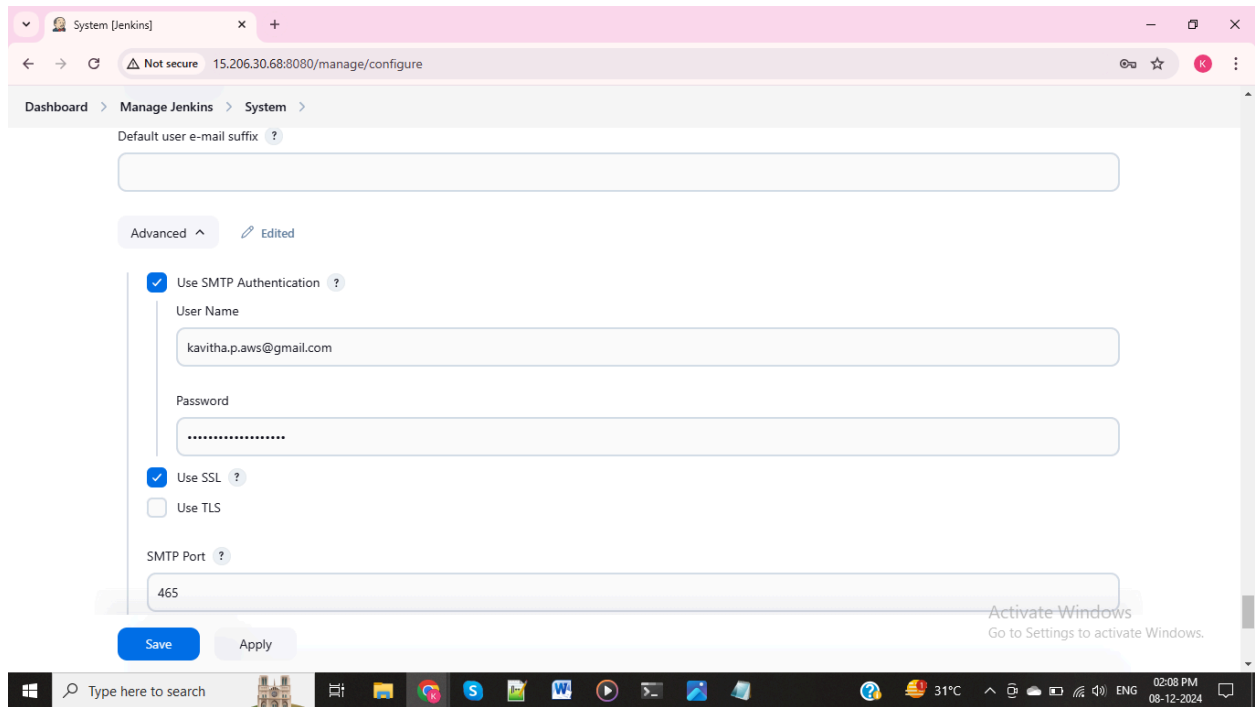 System [Jenkins]
Not secure 15.206.30.68:8080/manage/configure
K
Dashboard > Manage Jenkins > System >
Default user e-mail suffix ?
Advanced Edited
Use SMTP Authentication ?
User Name
kavitha.p.aws@gmail.com
Password
•••••••••••••••••••
Use SSL ?
Use TLS
SMTP Port ?
465
Activate Windows
Go to Settings to activate Windows.
Save Apply
Type here to search
31°C ENG 02:08 PM
08-12-2024